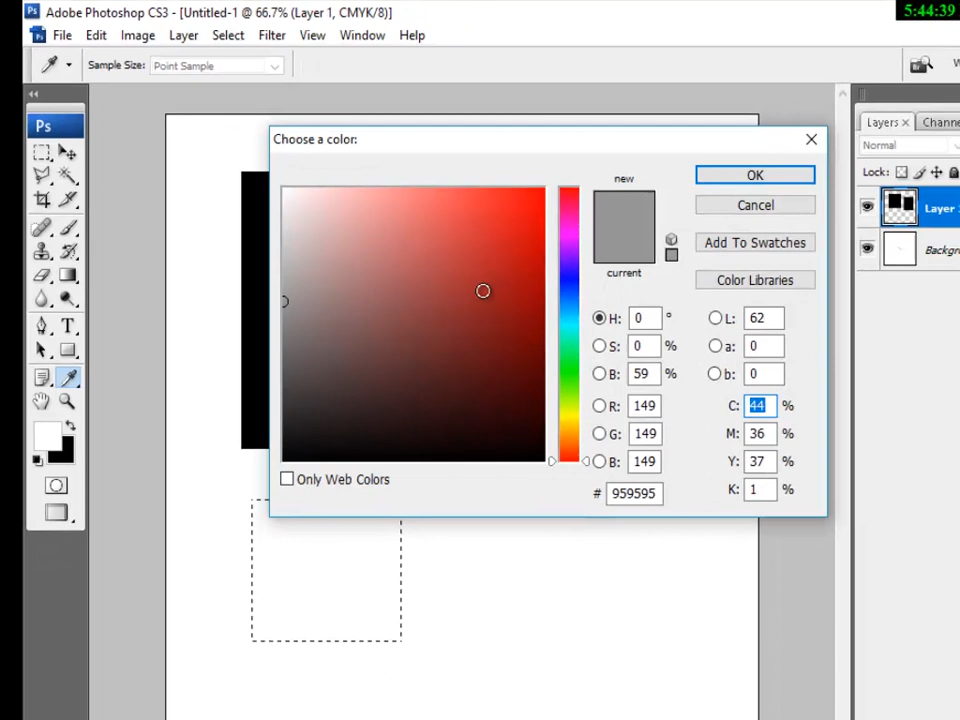 5:44:39
Ps Adobe Photoshop CS3 - [Untitled-1 @ 66.7% (Layer 1, CMYK/8)]
Ps File Edit Image Layer Select Filter View Window Help
Sample Size: Point Sample
Ps
Choose a color:
new
current
OK
Cancel
Add To Swatches
Color Libraries
H: 0 °
S: 0 %
B: 59 %
R: 149
G: 149
B: 149
# 959595
L: 62
a: 0
b: 0
C: 44 %
M: 36 %
Y: 37 %
K: 1 %
Only Web Colors
T
Layers x
Normal
Lock:
Layer